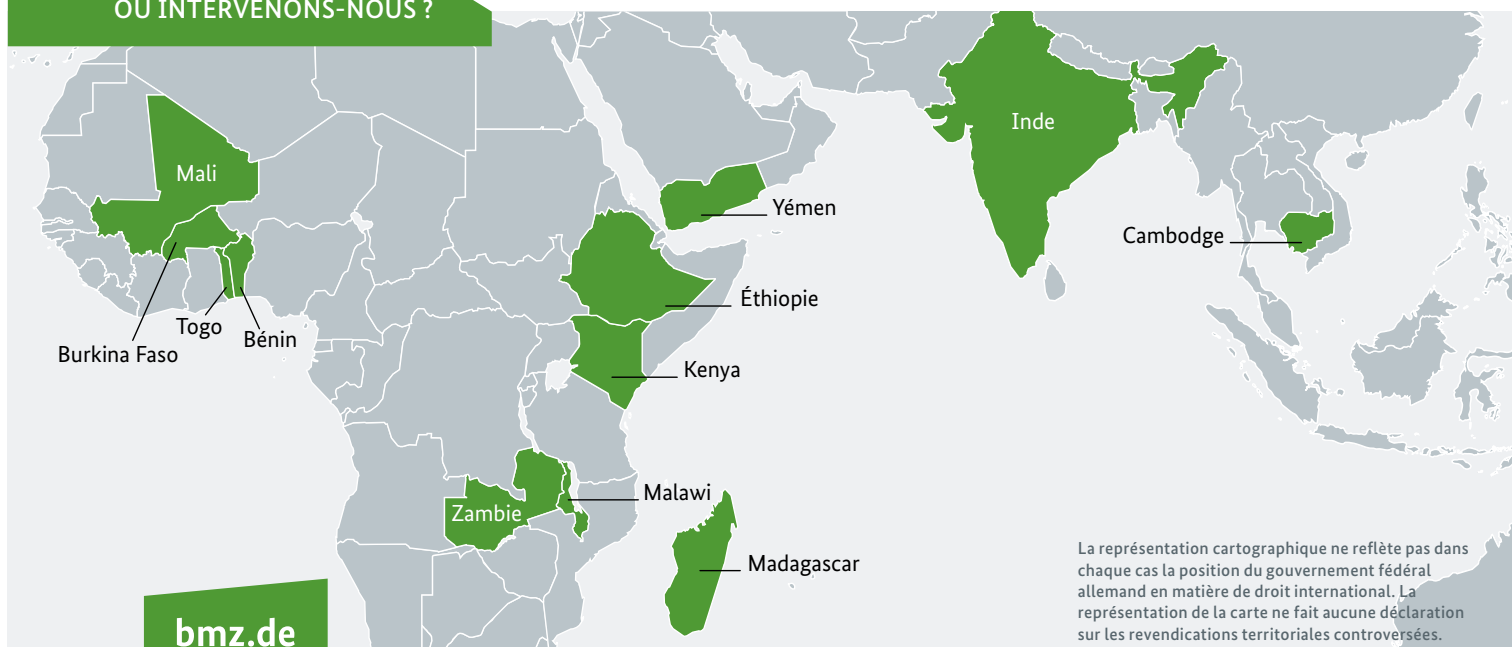 OÙ INTERVENONS-NOUS ?
Mali
Inde
Yémen
Cambodge
Éthiopie
Togo
Bénin
Burkina Faso
Kenya
Malawi
Zambie
Madagascar
La représentation cartographique ne reflète pas dans
chaque cas la position du gouvernement fédéral
allemand en matière de droit international. La
représentation de la carte ne fait aucune déclaration
sur les revendications territoriales controversées.
bmz.de